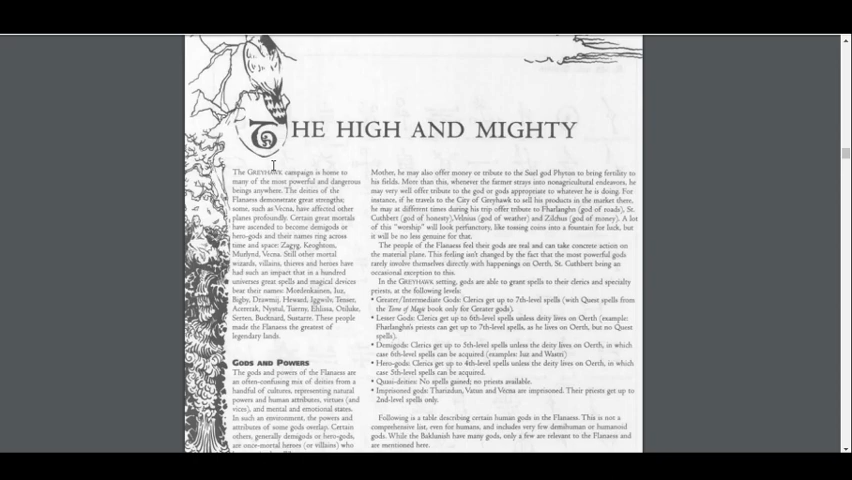 THE HIGH AND MIGHTY
The GREYHAWK campaign is home to
many of the most powerful and dangerous
beings anywhere. The deities of the
Flanaess demonstrate great strengths;
some, such as Vecna, have affected other
planes profoundly. Certain great mortals
have ascended to become demigods or
hero-gods and their names ring across
time and space: Zagyg, Keoghtom,
Murlynd, Vecna. Still other mortal
wizards, villains, thieves and heroes have
had such an impact that in a hundred
universes great spells and magical devices
bear their names: Mordenkainen, Iuz,
Bigby, Drawmij, Heward, Iggwilv, Tenser,
Acererak, Nystul, Tuerny, Ehlissa, Otiluke,
Serten, Bucknard, Sustarre. These people
made the Flanaess the greatest of
legendary lands.
GODS AND POWERS
The gods and powers of the Flanaess are
an often-confusing mix of deities from a
handful of cultures, representing natural
powers and human attributes, virtues (and
vices), and mental and emotional states.
In such an environment, the powers and
attributes of some gods overlap. Certain
others, generally demigods or hero-gods,
are once-mortal heroes (or villains) who
Mother, he may also offer money or tribute to the Suel god Phyton to bring fertility to
his fields. More than this, whenever the farmer strays into nonagricultural endeavors, he
may very well offer tribute to the god or gods appropriate to whatever he is doing. For
instance, if he travels to the City of Greyhawk to sell his products in the market there,
he may at different times during his trip offer tribute to Fharlanghn (god of roads), St.
Cuthbert (god of honesty),Velnius (god of weather) and Zilchus (god of money). A lot
of this "worship" will look perfunctory, like tossing coins into a fountain for luck, but
it will be no less genuine for that.
The people of the Flanaess feel their gods are real and can take concrete action on
the material plane. This feeling isn't changed by the fact that the most powerful gods
rarely involve themselves directly with happenings on Oerth, St. Cuthbert being an
occasional exception to this.
In the GREYHAWK setting, gods are able to grant spells to their clerics and specialty
priests, at the following levels:
• Greater/Intermediate Gods: Clerics get up to 7th-level spells (with Quest spells from
the Tome of Magic book only for Greater gods).
• Lesser Gods: Clerics get up to 6th-level spells unless deity lives on Oerth (example:
Fharlanghn's priests can get up to 7th-level spells, as he lives on Oerth, but no Quest
spells).
• Demigods: Clerics get up to 5th-level spells unless the deity lives on Oerth, in which
case 6th-level spells can be acquired (examples: Iuz and Wastri)
• Hero-gods: Clerics get up to 4th-level spells unless the deity lives on Oerth, in which
case 5th-level spells can be acquired.
• Quasi-deities: No spells gained; no priests available.
• Imprisoned gods: Tharizdun, Vatun and Vecna are imprisoned. Their priests get up to
2nd-level spells only.
Following is a table describing certain human gods in the Flanaess. This is not a
comprehensive list, even for humans, and includes very few demihuman or humanoid
gods. While the Baklunish have many gods, only a few are relevant to the Flanaess and
are mentioned here.